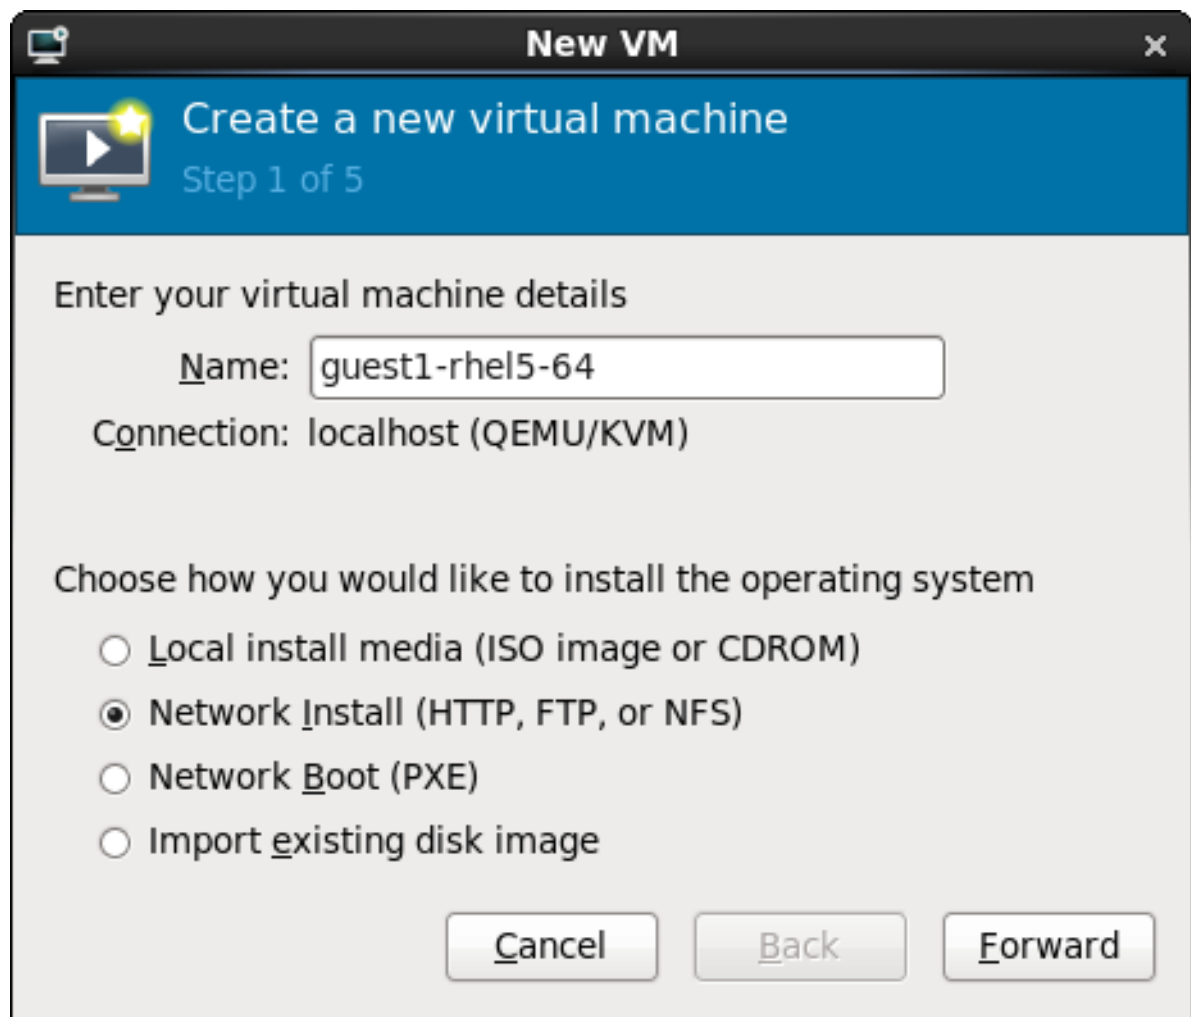 New VM
Create a new virtual machine
Step 1 of 5
Enter your virtual machine details
Name: guest1-rhel5-64
Connection: localhost (QEMU/KVM)
Choose how you would like to install the operating system
Local install media (ISO image or CDROM)
Network Install (HTTP, FTP, or NFS)
Network Boot (PXE)
Import existing disk image
Cancel Back Forward